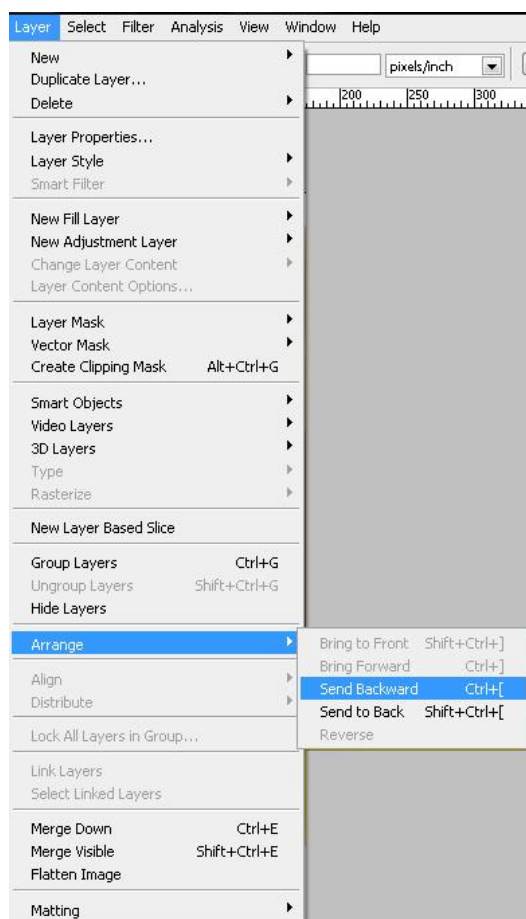 Layer Select Filter Analysis View Window Help
New
pixels/inch
Duplicate Layer...
Delete
200 250 300
Layer Properties...
Layer Style
Smart Filter
New Fill Layer
New Adjustment Layer
Change Layer Content
Layer Content Options...
Layer Mask
Vector Mask
Create Clipping Mask Alt+Ctrl+G
Smart Objects
Video Layers
3D Layers
Type
Rasterize
New Layer Based Slice
Group Layers Ctrl+G
Ungroup Layers Shift+Ctrl+G
Hide Layers
Arrange
Bring to Front Shift+Ctrl+]
Bring Forward Ctrl+]
Send Backward Ctrl+[
Send to Back Shift+Ctrl+[
Reverse
Align
Distribute
Lock All Layers in Group...
Link Layers
Select Linked Layers
Merge Down Ctrl+E
Merge Visible Shift+Ctrl+E
Flatten Image
Matting